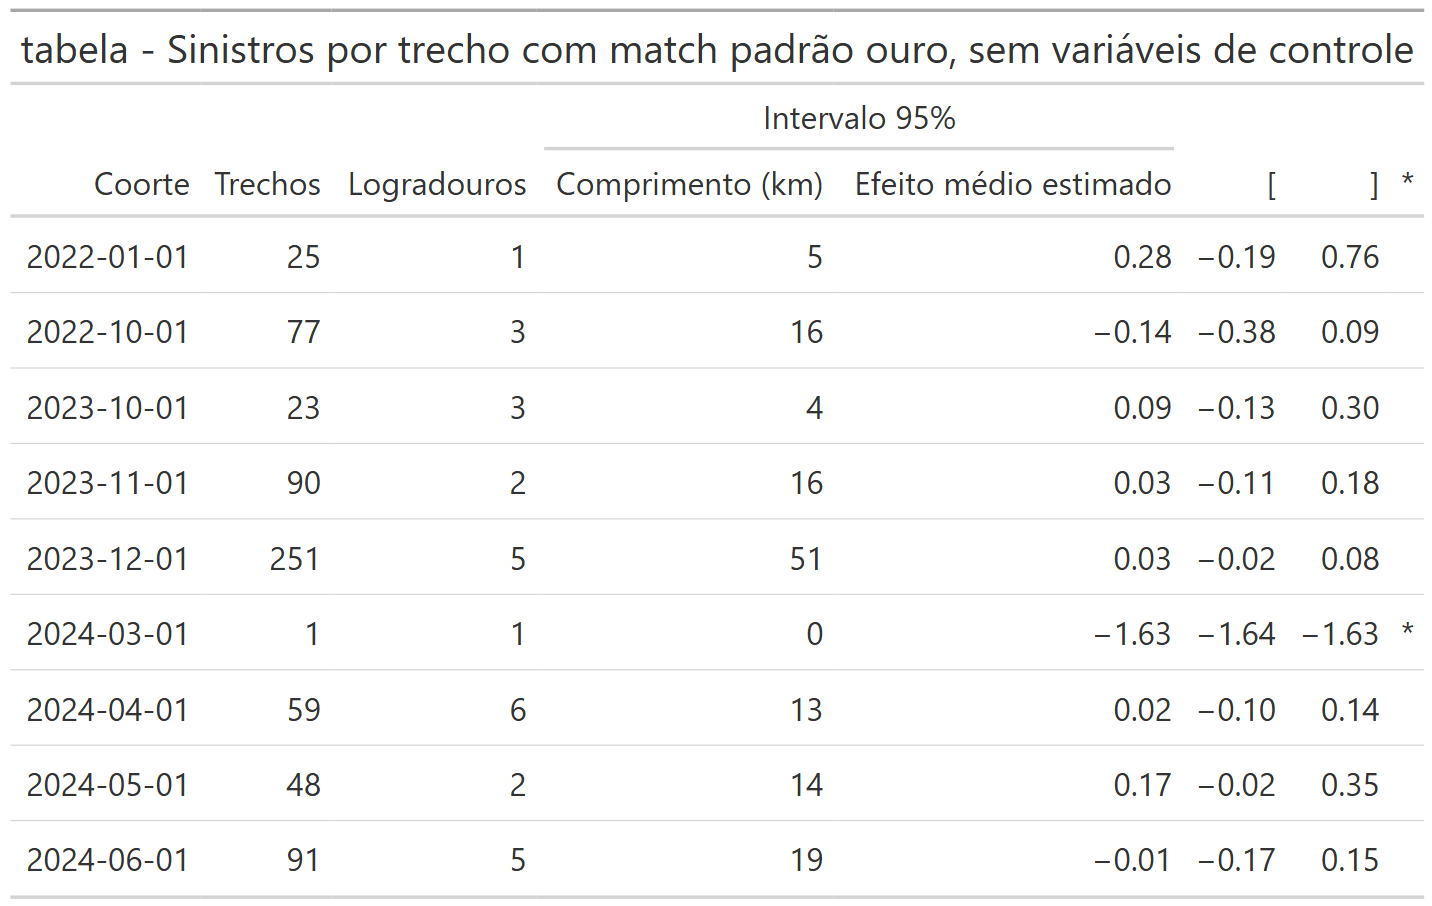 tabela - Sinistros por trecho com match padrão ouro, sem variáveis de controle
Intervalo 95%
Coorte Trechos Logradouros Comprimento (km) Efeito médio estimado [ ] *
2022-01-01 25 1 5 0.28 −0.19 0.76
2022-10-01 77 3 16 −0.14 −0.38 0.09
2023-10-01 23 3 4 0.09 −0.13 0.30
2023-11-01 90 2 16 0.03 −0.11 0.18
2023-12-01 251 5 51 0.03 −0.02 0.08
2024-03-01 1 1 0 −1.63 −1.64 −1.63 *
2024-04-01 59 6 13 0.02 −0.10 0.14
2024-05-01 48 2 14 0.17 −0.02 0.35
2024-06-01 91 5 19 −0.01 −0.17 0.15